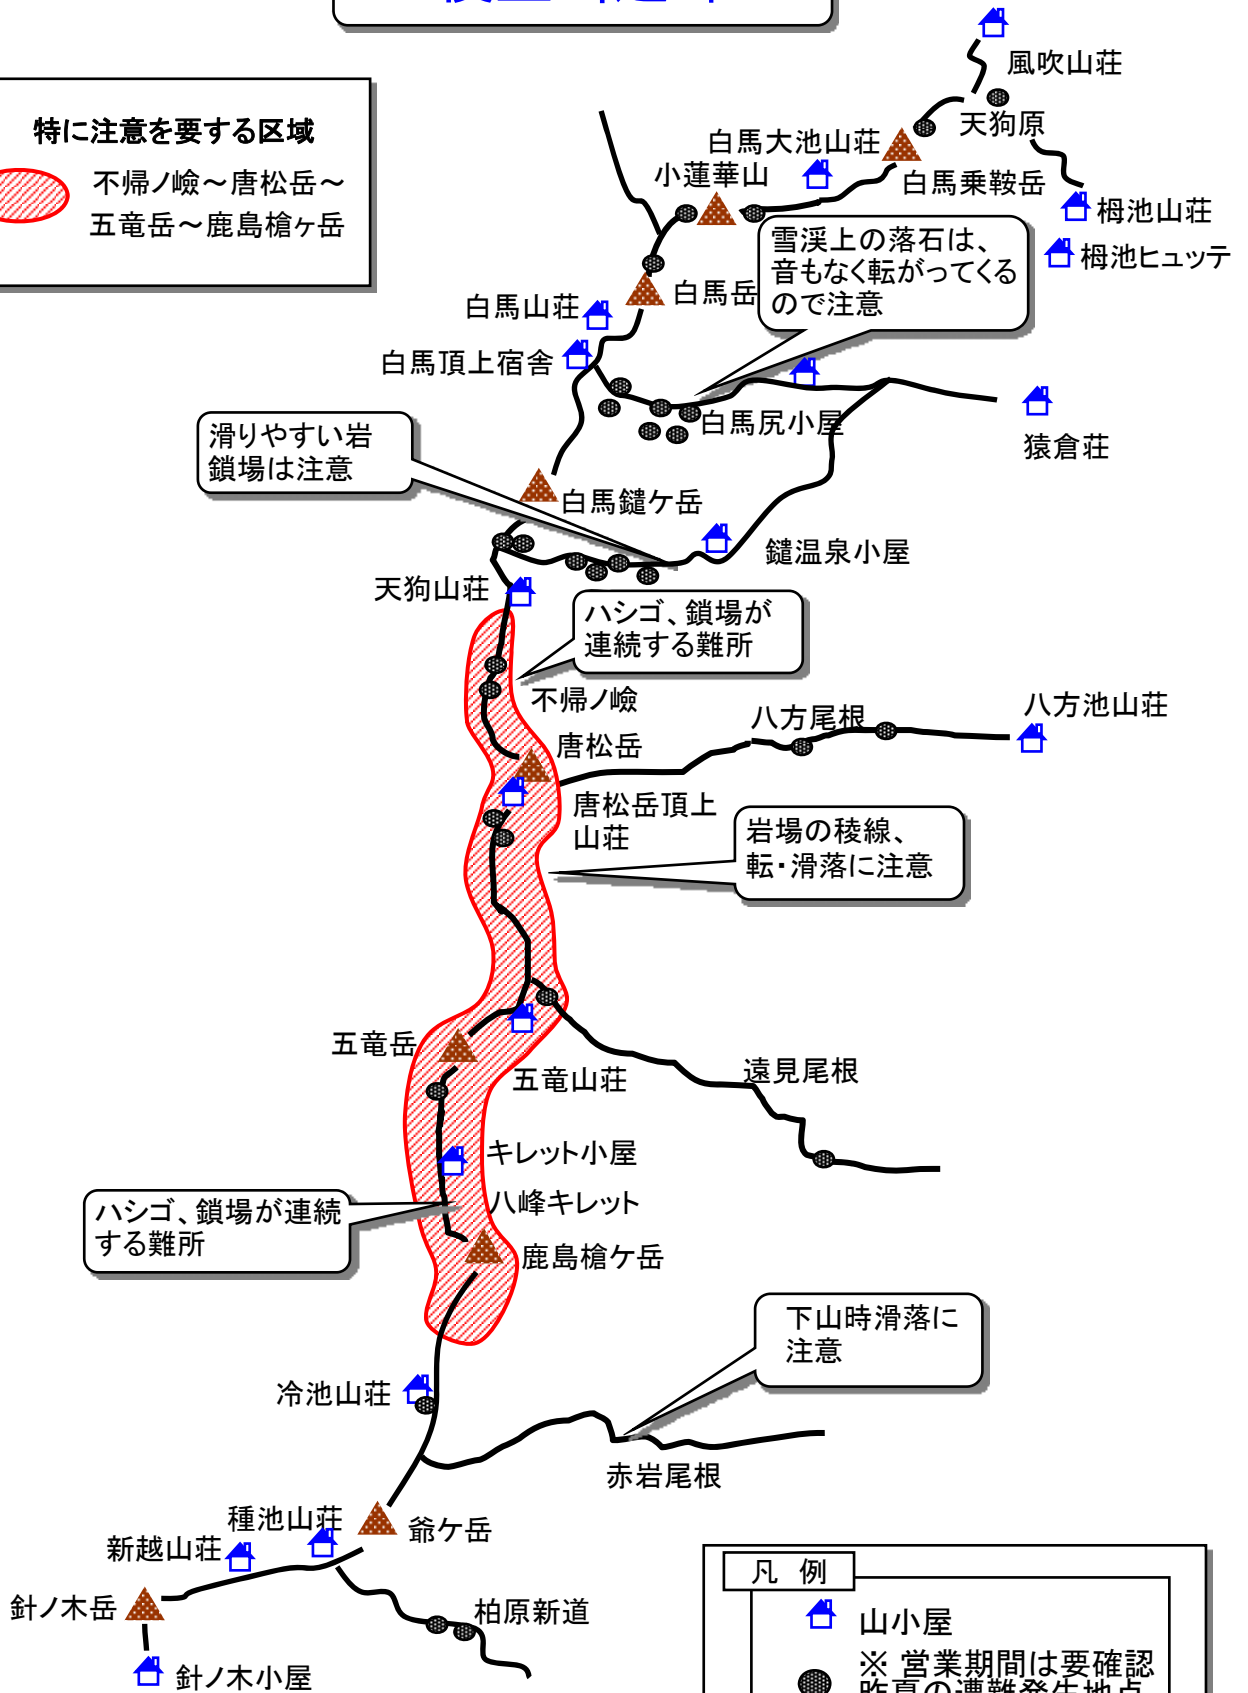 風吹山荘
特に注意を要する区域
不帰ノ嶮～唐松岳～
五竜岳～鹿島槍ヶ岳
天狗原
白馬大池山荘
小蓮華山
白馬乗鞍岳
栂池山荘
栂池ヒュッテ
雪渓上の落石は、
音もなく転がってくる
ので注意
白馬岳
白馬山荘
白馬頂上宿舎
白馬尻小屋
猿倉荘
滑りやすい岩
鎖場は注意
白馬鑓ケ岳
鑓温泉小屋
天狗山荘
ハシゴ、鎖場が
連続する難所
不帰ノ嶮
八方池山荘
八方尾根
唐松岳
唐松岳頂上
山荘
岩場の稜線、
転・滑落に注意
五竜岳
五竜山荘
遠見尾根
キレット小屋
八峰キレット
ハシゴ、鎖場が連続
する難所
鹿島槍ケ岳
下山時滑落に
注意
冷池山荘
赤岩尾根
種池山荘
爺ケ岳
新越山荘
針ノ木岳
柏原新道
針ノ木小屋
凡 例
山小屋
※ 営業期間は要確認
昨夏の遭難発生地点